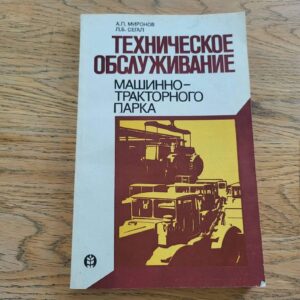 А.П. МИРОНОВ
Л.Б. СЕГАЛ
ТЕХНИЧЕСКОЕ
ОБСЛУЖИВАНИЕ
МАШИННО-
ТРАКТОРНОГО
ПАРКА